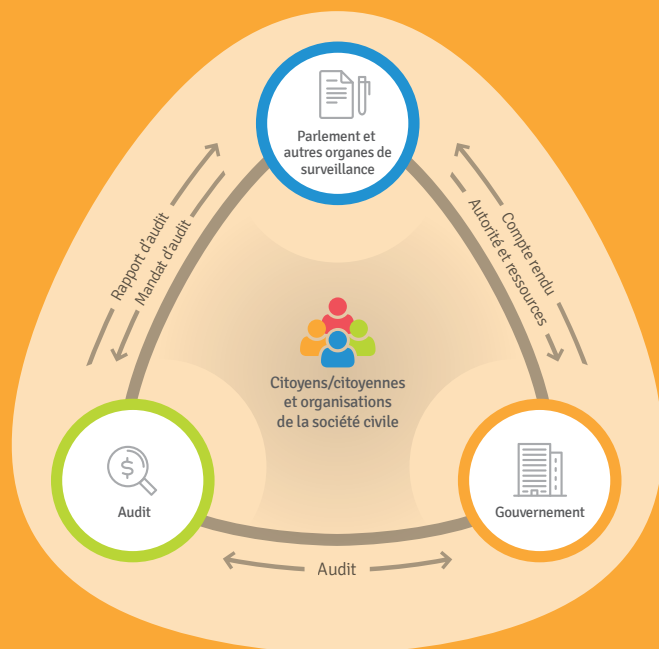 Parlement et
autres organes de
surveillance
Rapport d'audit
Mandat d'audit
Compte rendu
Autorité et ressources
Citoyens/citoyennes
et organisations
de la société civile
$
Audit
Gouvernement
Audit